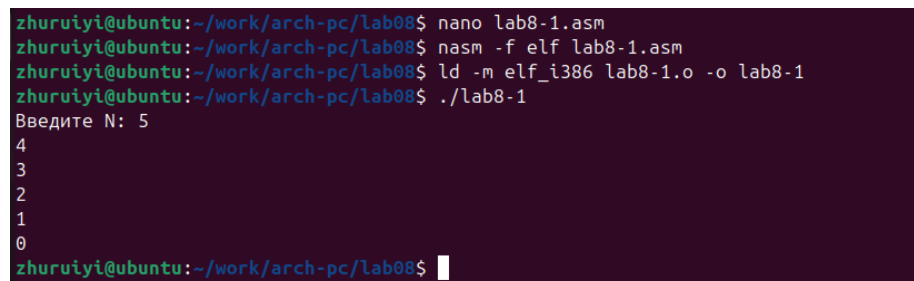 zhuruiyi@ubuntu:~/work/arch-pc/lab08$ nano lab8-1.asm
zhuruiyi@ubuntu:~/work/arch-pc/lab08$ nasm -f elf lab8-1.asm
zhuruiyi@ubuntu:~/work/arch-pc/lab08$ ld -m elf_i386 lab8-1.o -o lab8-1
zhuruiyi@ubuntu:~/work/arch-pc/lab08$ ./lab8-1
Введите N: 5
4
3
2
1
0
zhuruiyi@ubuntu:~/work/arch-pc/lab08$